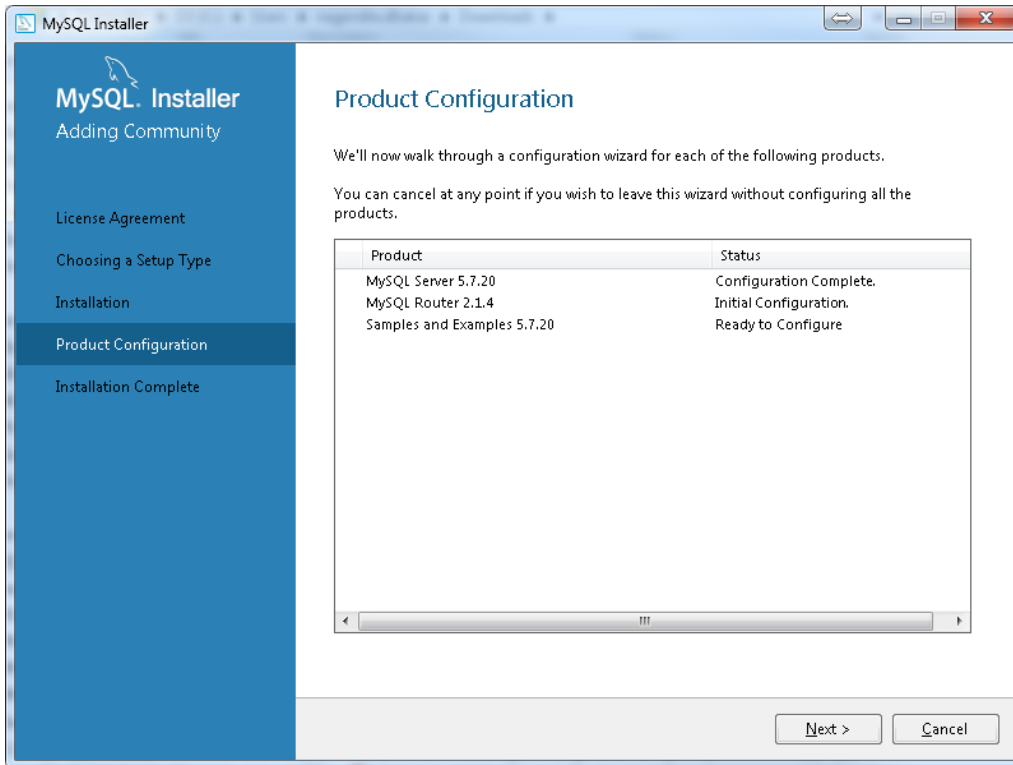 MySQL Installer
MySQL. Installer
Adding Community
License Agreement
Choosing a Setup Type
Installation
Product Configuration
Installation Complete
Product Configuration
We'll now walk through a configuration wizard for each of the following products.
You can cancel at any point if you wish to leave this wizard without configuring all the
products.
Product Status
MySQL Server 5.7.20 Configuration Complete.
MySQL Router 2.1.4 Initial Configuration.
Samples and Examples 5.7.20 Ready to Configure
Next >
Cancel